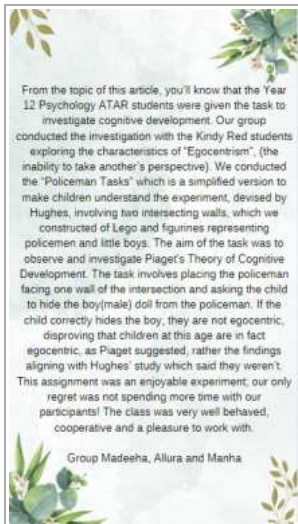 From the topic of this article, you'll know that the Year
12 Psychology ATAR students were given the task to
investigate cognitive development. Our group
conducted the investigation with the Kindy Red students
exploring the characteristics of "Egocentrism", (the
inability to take another's perspective). We conducted
the "Policeman Tasks" which is a simplified version to
make children understand the experiment, devised by
Hughes, involving two intersecting walls, which we
constructed of Lego and figurines representing
policemen and little boys. The aim of the task was to
observe and investigate Piaget's Theory of Cognitive
Development. The task involves placing the policeman
facing one wall of the intersection and asking the child
to hide the boy(male) doll from the policeman. If the
child correctly hides the boy, they are not egocentric,
disproving that children at this age are in fact
egocentric, as Piaget suggested, rather the findings
aligning with Hughes' study which said they weren't.
This assignment was an enjoyable experiment; our only
regret was not spending more time with our
participants! The class was very well behaved,
cooperative and a pleasure to work with.
Group Madeeha, Allura and Manha